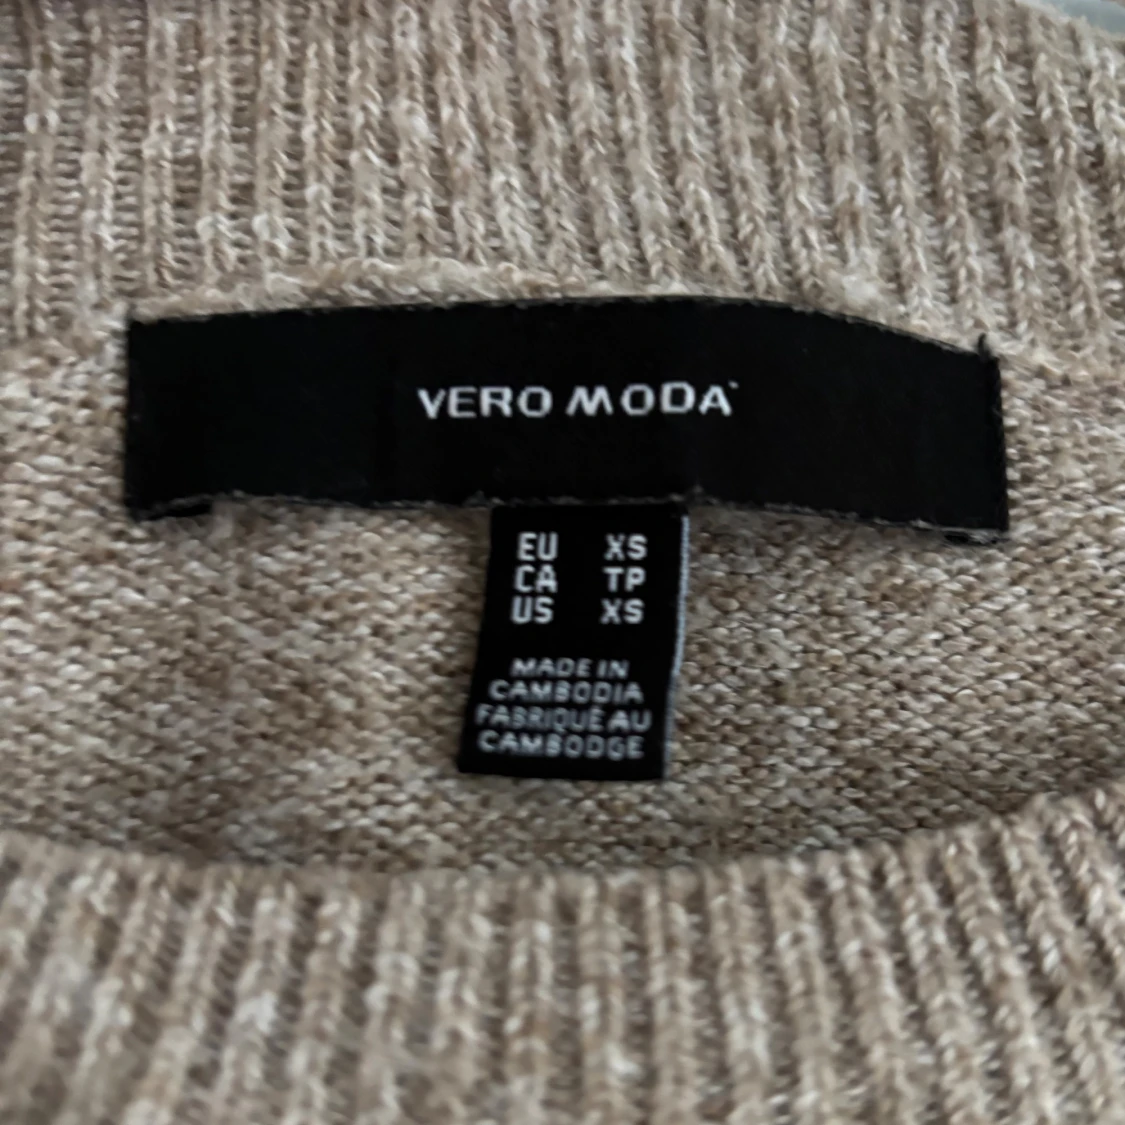 VERO MODA
EU XS
CA TP
US XS
MADE IN
CAMBODIA
FABRIQUÉ AU
CAMBODGE